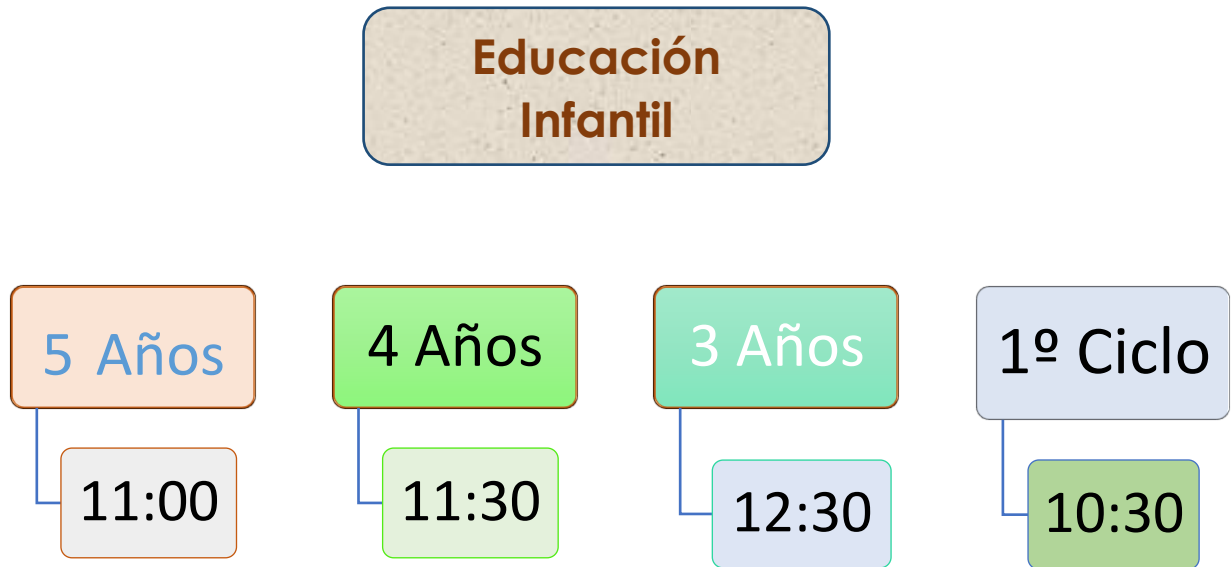 Educación
Infantil
5 Años
4 Años
3 Años
1º Ciclo
11:00
11:30
12:30
10:30